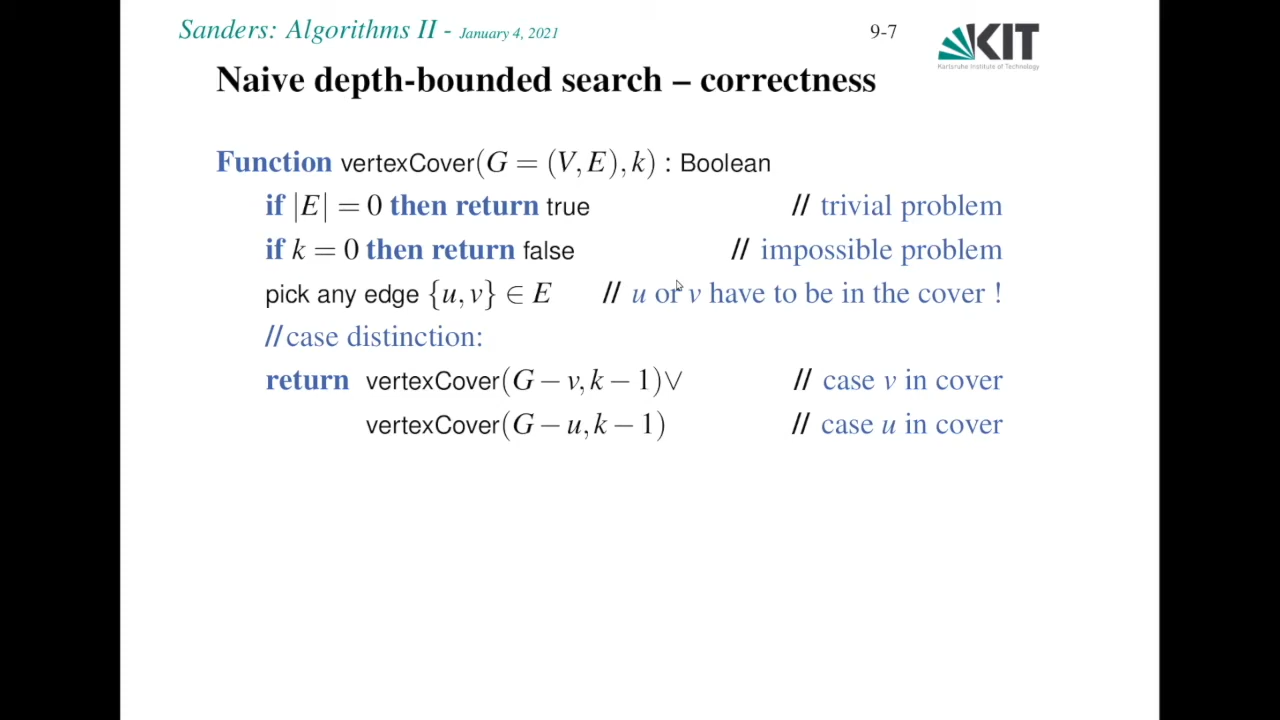 Sanders: Algorithms II - January 4, 2021 9-7
KIT
Karlsruhe Institute of Technology
Naive depth-bounded search – correctness
Function vertexCover(G = (V, E), k) : Boolean
if |E| = 0 then return true // trivial problem
if k = 0 then return false // impossible problem
pick any edge {u, v} ∈ E // u or v have to be in the cover !
//case distinction:
return vertexCover(G − v, k − 1)∨ // case v in cover
vertexCover(G − u, k − 1) // case u in cover